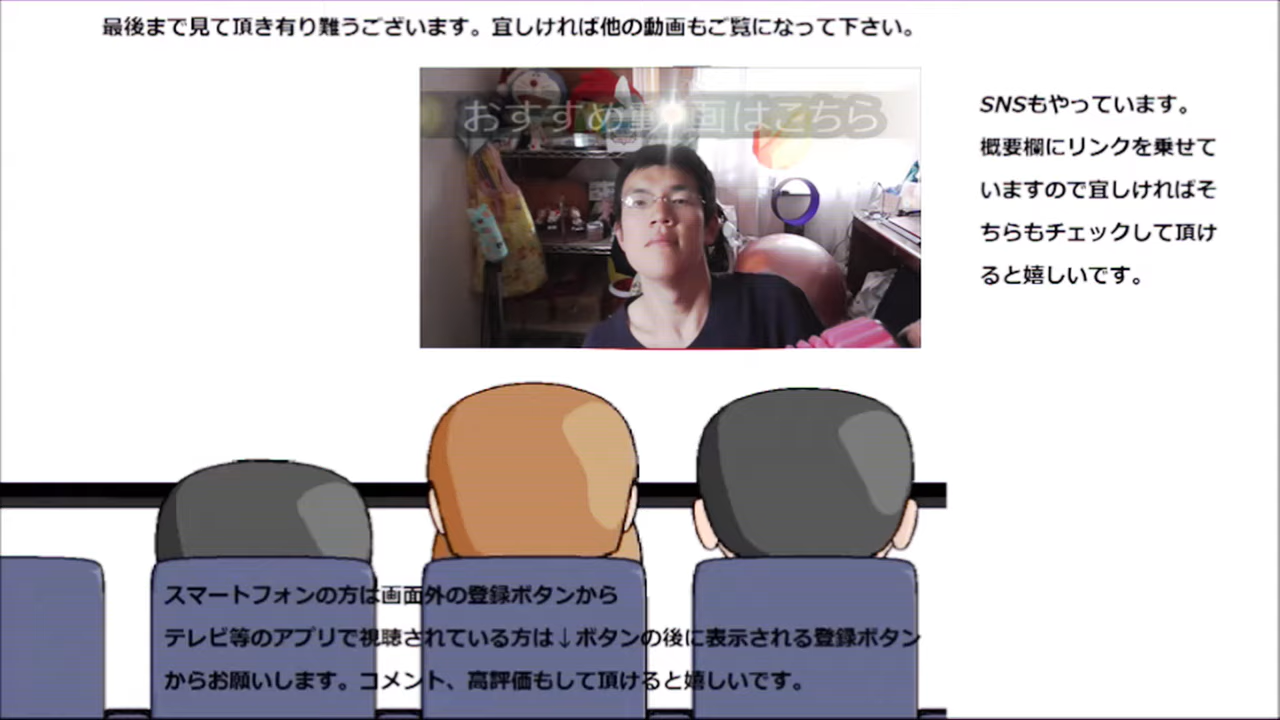 最後まで見て頂き有り難うございます。宜しければ他の動画もご覧になって下さい。
おすすめ動画はこちら
SNSもやっています。
概要欄にリンクを乗せて
いますので宜しければそ
ちらもチェックして頂け
ると嬉しいです。
スマートフォンの方は画面外の登録ボタンから
テレビ等のアプリで視聴されている方は↓ボタンの後に表示される登録ボタン
からお願いします。コメント、高評価もして頂けると嬉しいです。